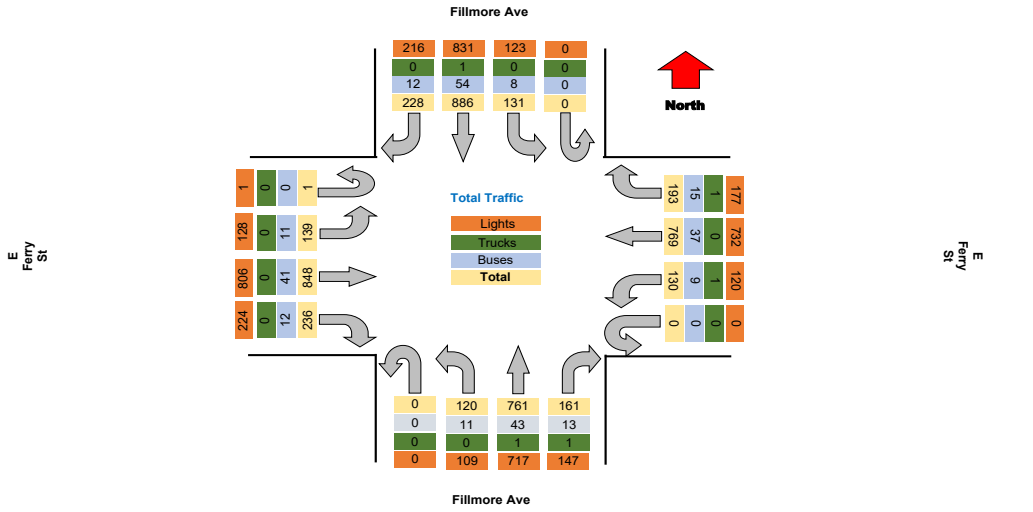 Fillmore Ave
216 831 123 0
0 1 0 0
12 54 8 0
228 886 131 0
North
1 0 0 1
128 0 11 139
806 0 41 848
224 0 12 236
E
Ferry
St
Total Traffic
Lights
Trucks
Buses
Total
193 15 1 177
769 37 0 732
130 9 1 120
0 0 0 0
E
Ferry
St
0 120 761 161
0 11 43 13
0 0 1 1
0 109 717 147
Fillmore Ave